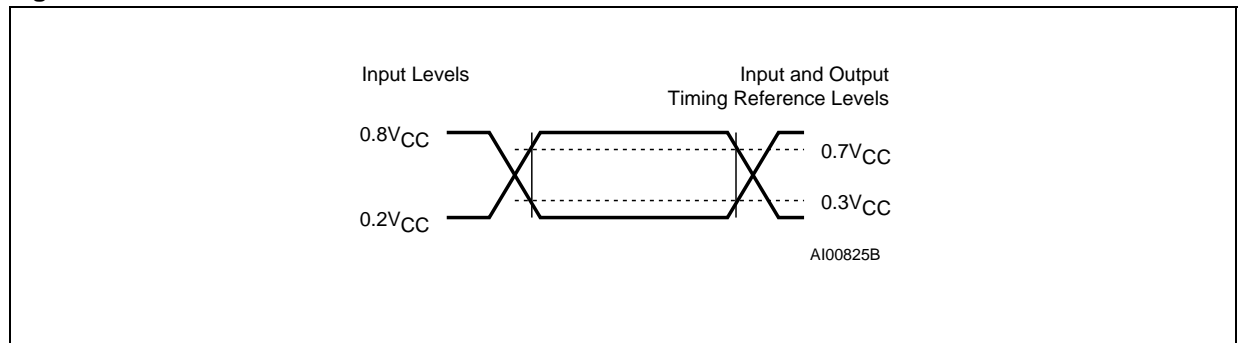 Input Levels
Input and Output
Timing Reference Levels
0.8VCC
0.7VCC
0.3VCC
0.2VCC
AI00825B